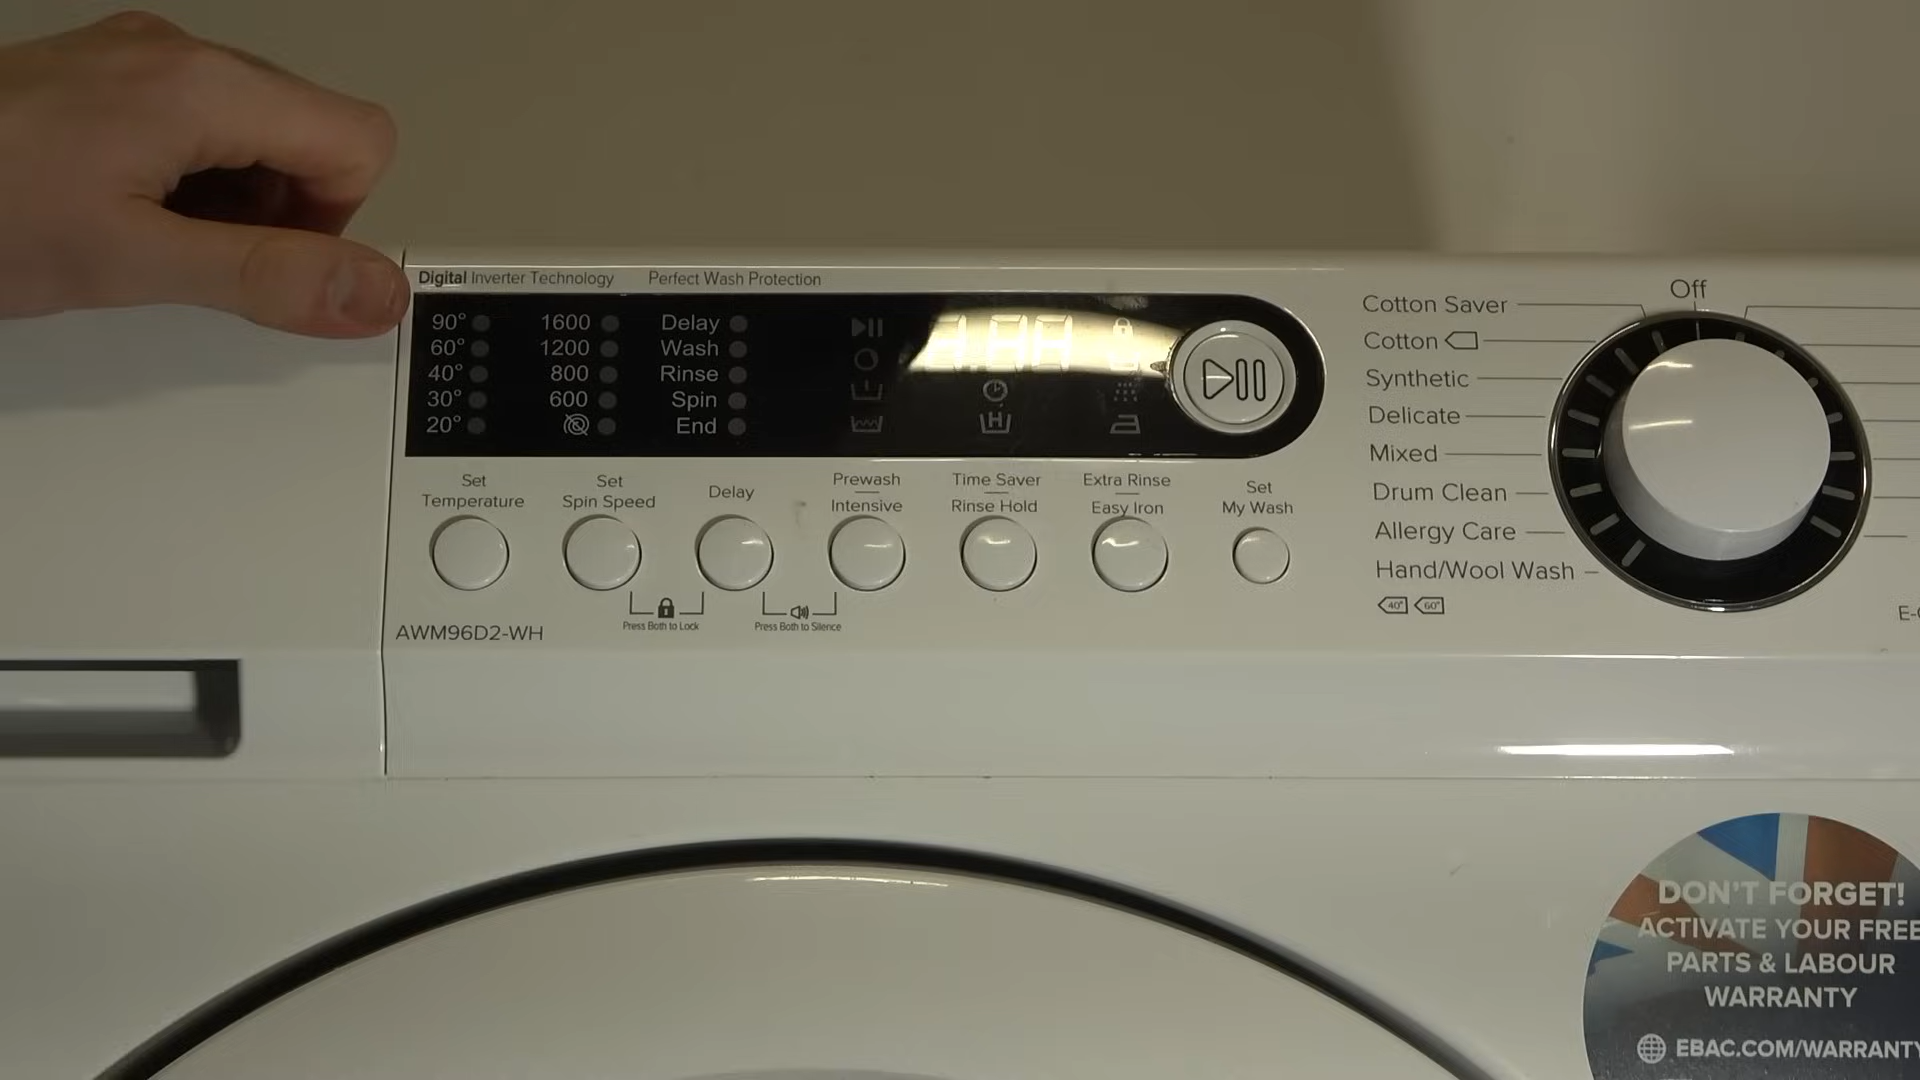 Digital Inverter Technology Perfect Wash Protection
90° 1600 Delay
60° 1200 Wash
40° 800 Rinse
30° 600 Spin
20° End
H
Set Temperature
Set Spin Speed
Delay
Prewash
Intensive
Time Saver
Rinse Hold
Extra Rinse
Easy Iron
Set My Wash
Press Both to Lock
Press Both to Silence
AWM96D2-WH
Off
Cotton Saver
Cotton
Synthetic
Delicate
Mixed
Drum Clean
Allergy Care
Hand/Wool Wash
40° 60°
DON'T FORGET!
ACTIVATE YOUR FREE
PARTS & LABOUR
WARRANTY
EBAC.COM/WARRANTY